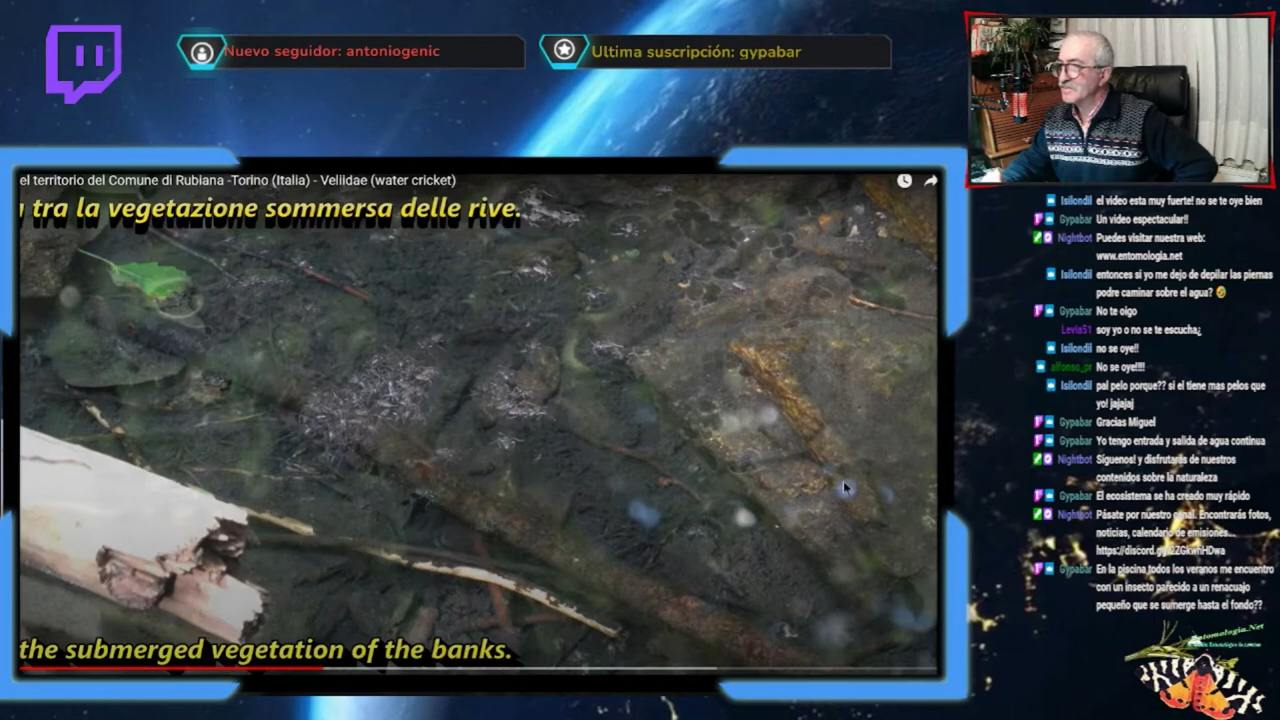 Nuevo seguidor: antoniogenic
Ultima suscripción: gypabar
el territorio del Comune di Rubiana -Torino (Italia) - Veliidae (water cricket)
tra la vegetazione sommersa delle rive.
the submerged vegetation of the banks.
Isilondil el video esta muy fuerte! no se te oye bien
Gypabar Un video espectacular!!
Nightbot Puedes visitar nuestra web:
www.entomologia.net
Isilondil entonces si yo me dejo de depilar las piernas
podre caminar sobre el agua? 🤣
Gypabar No te oigo
Levia51 soy yo o no se te escucha¿
Isilondil no se oye!!
alfonso_pr No se oye!!!!
Isilondil pal pelo porque?? si el tiene mas pelos que
yo! jajajaj
Gypabar Gracias Miguel
Gypabar Yo tengo entrada y salida de agua continua
Nightbot Síguenos! y disfrutarás de nuestros
contenidos sobre la naturaleza
Gypabar El ecosistema se ha creado muy rápido
Nightbot Pásate por nuestro canal. Encontrarás fotos,
noticias, calendario de emisiones...
Gypabar En la piscina todos los veranos me encuentro
con un insecto parecido a un renacuajo
pequeño que se sumerge hasta el fondo??
Entomologia.Net